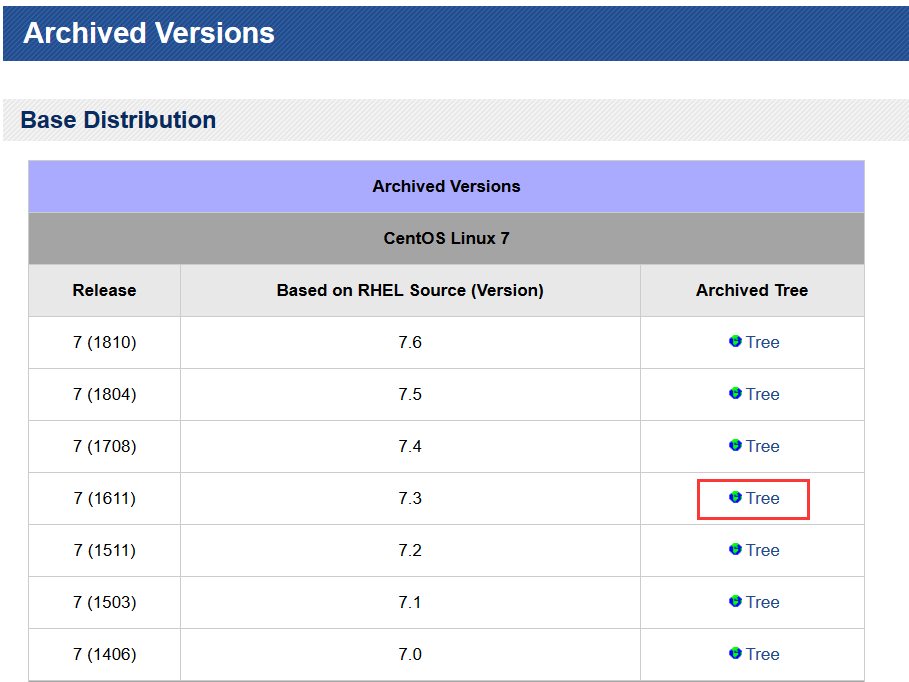 Archived Versions
Base Distribution
Archived Versions
CentOS Linux 7
Release Based on RHEL Source (Version) Archived Tree
7 (1810) 7.6 Tree
7 (1804) 7.5 Tree
7 (1708) 7.4 Tree
7 (1611) 7.3 Tree
7 (1511) 7.2 Tree
7 (1503) 7.1 Tree
7 (1406) 7.0 Tree